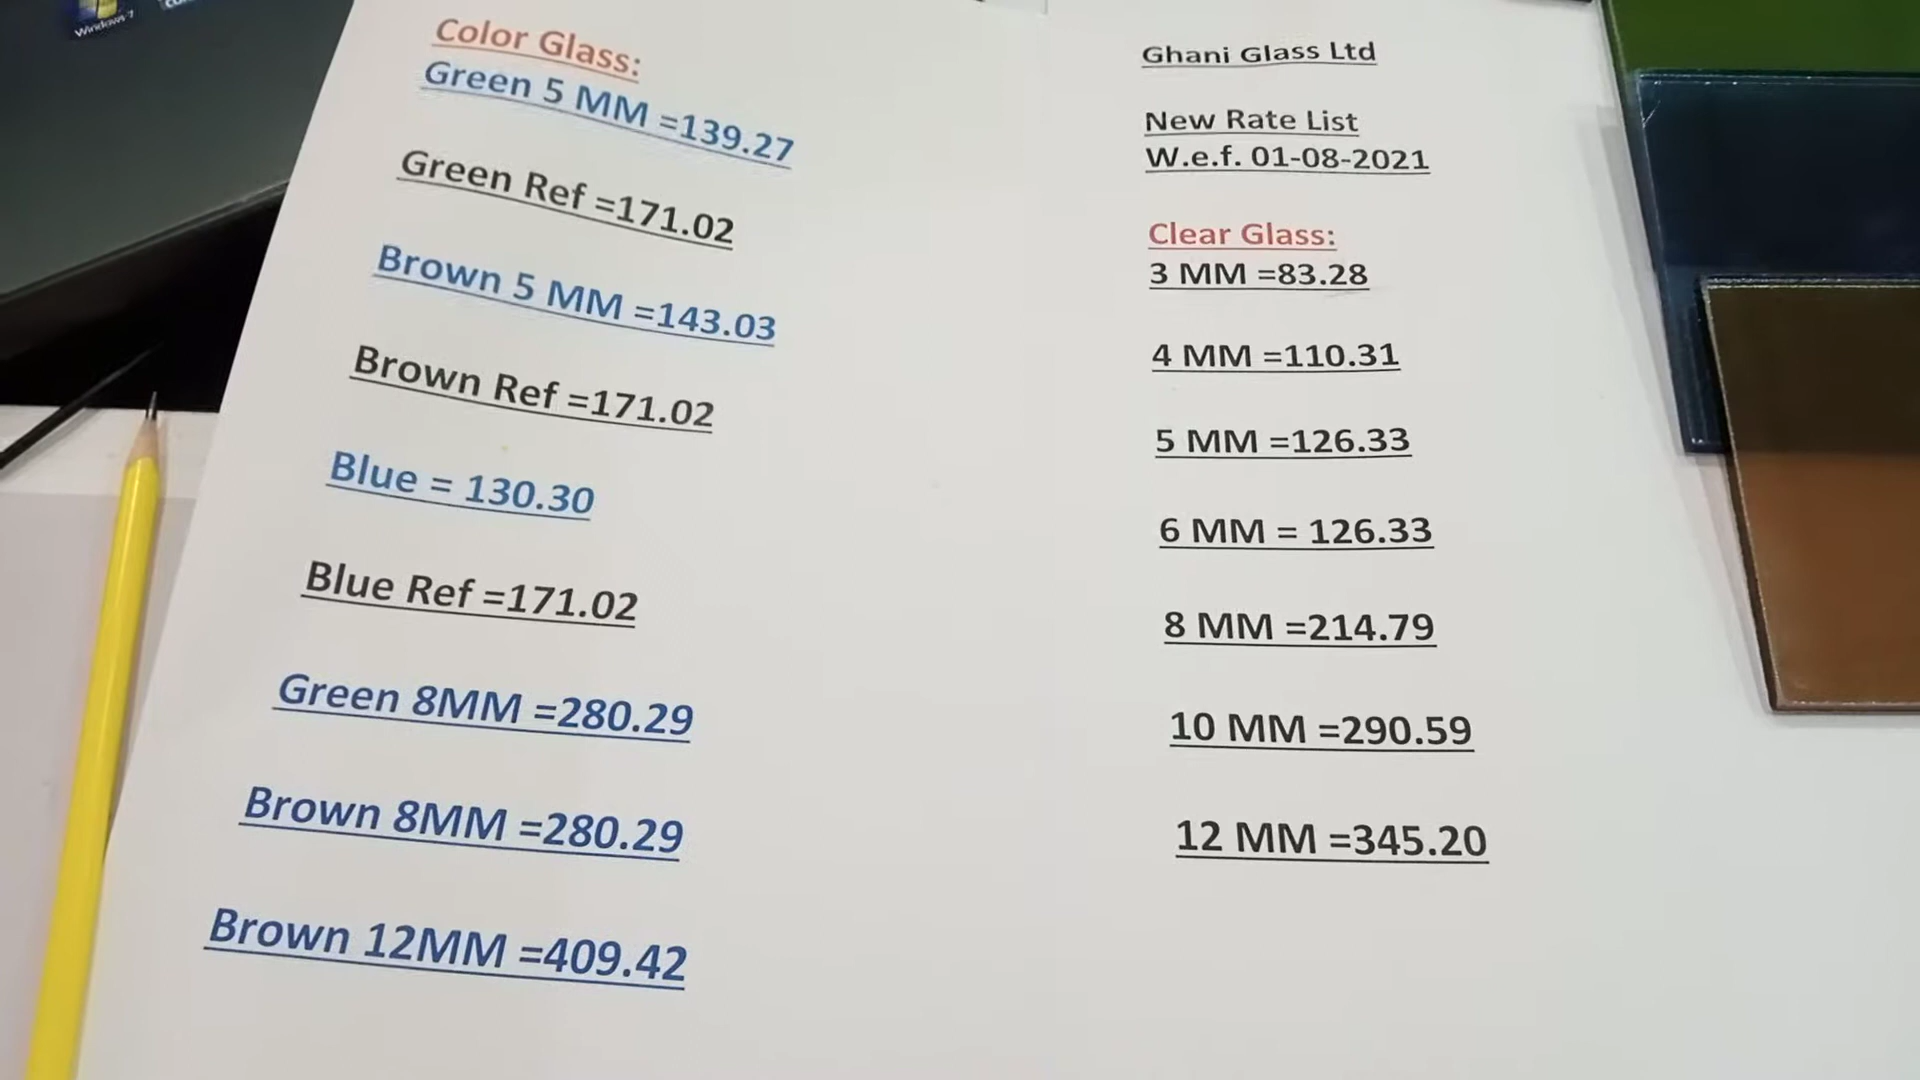 Windows 7
Color Glass:
Green 5 MM =139.27
Green Ref =171.02
Brown 5 MM =143.03
Brown Ref =171.02
Blue = 130.30
Blue Ref =171.02
Green 8MM =280.29
Brown 8MM =280.29
Brown 12MM =409.42
Ghani Glass Ltd
New Rate List
W.e.f. 01-08-2021
Clear Glass:
3 MM =83.28
4 MM =110.31
5 MM =126.33
6 MM = 126.33
8 MM =214.79
10 MM =290.59
12 MM =345.20